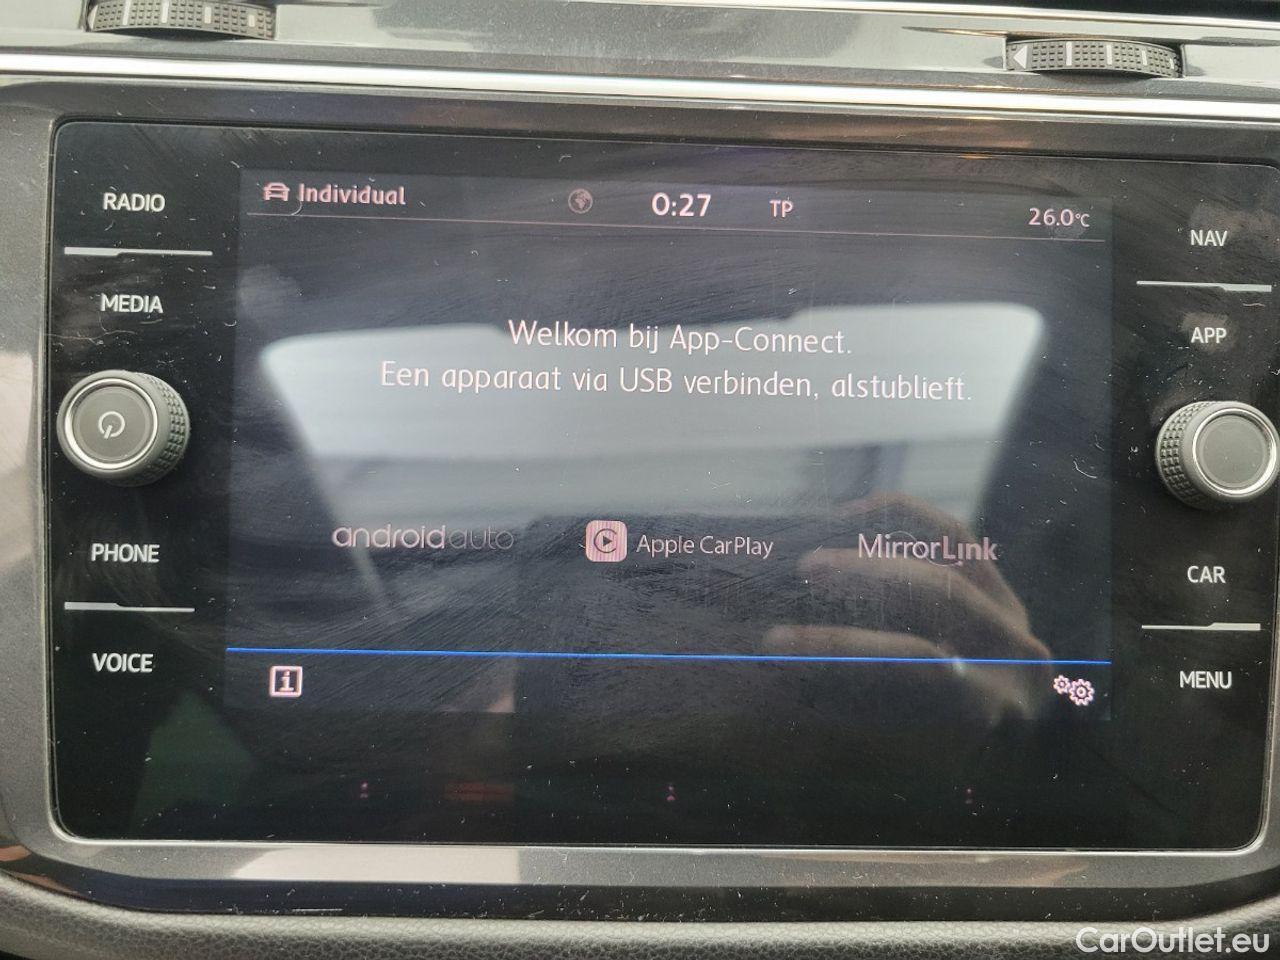 Individual 0:27 TP 26.0°C
RADIO
MEDIA
PHONE
VOICE
Welkom bij App-Connect.
Een apparaat via USB verbinden, alstublieft.
androidauto Apple CarPlay MirrorLink
NAV
APP
CAR
MENU
CarOutlet.eu